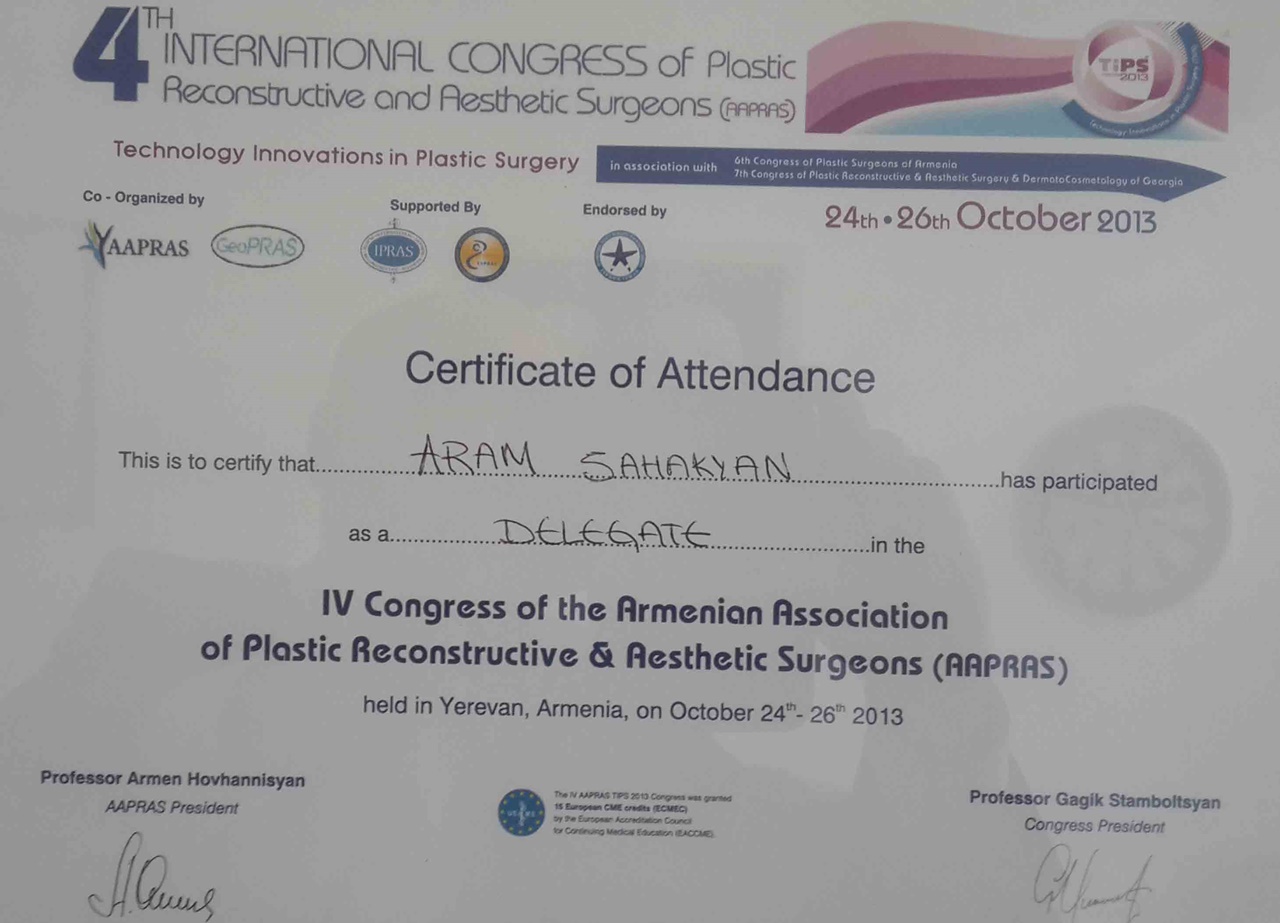 4TH
INTERNATIONAL CONGRESS of Plastic
Reconstructive and Aesthetic Surgeons (AAPRAS)
TiPS
2013
Technology Innovations in Plastic Surgery
in association with
6th Congress of Plastic Surgeons of Armenia
7th Congress of Plastic Reconstructive & Aesthetic Surgery & DermatoCosmetology of Georgia
24th • 26th October 2013
Co - Organized by
Supported By
Endorsed by
AAPRAS
GeoPRAS
IPRAS
Certificate of Attendance
This is to certify that ARAM SAHAKYAN has participated
as a DELEGATE in the
IV Congress of the Armenian Association
of Plastic Reconstructive & Aesthetic Surgeons (AAPRAS)
held in Yerevan, Armenia, on October 24th- 26th 2013
Professor Armen Hovhannisyan
AAPRAS President
The IV AAPRAS TIPS 2013 Congress was granted
15 European CME credits (ECMEC)
by the European Accreditation Council
for Continuing Medical Education (EACCME).
Professor Gagik Stamboltsyan
Congress President